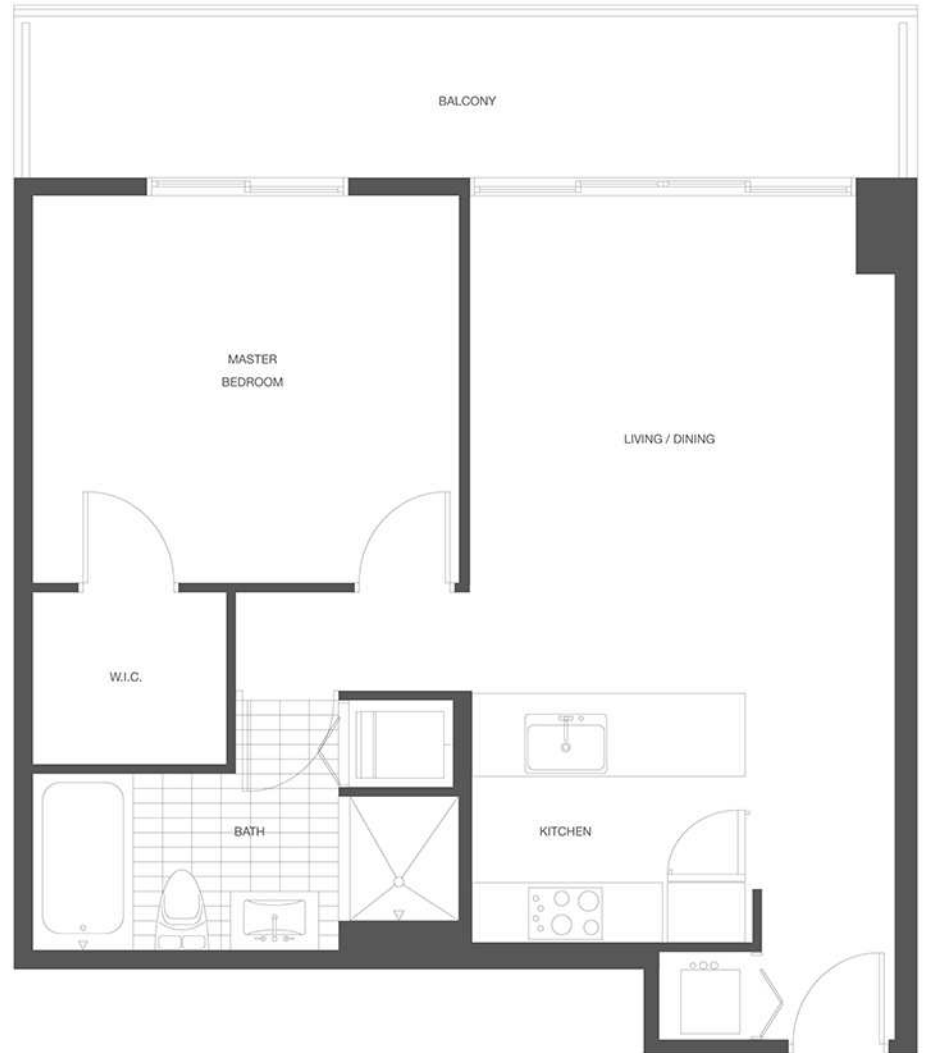 BALCONY
MASTER
BEDROOM
LIVING / DINING
W.I.C.
BATH
KITCHEN